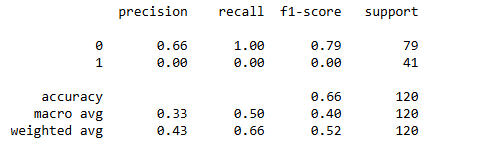 precision recall f1-score support
0 0.66 1.00 0.79 79
1 0.00 0.00 0.00 41
accuracy 0.66 120
macro avg 0.33 0.50 0.40 120
weighted avg 0.43 0.66 0.52 120